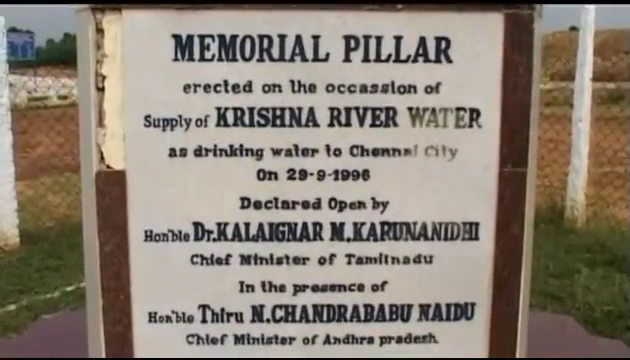 MEMORIAL PILLAR
erected on the occassion of
Supply of KRISHNA RIVER WATER
as drinking water to Chennai City
On 29-9-1996
Declared Open by
Hon'ble Dr.KALAIGNAR M.KARUNANIDHI
Chief Minister of Tamilnadu
In the presence of
Hon'ble Thiru N.CHANDRABABU NAIDU
Chief Minister of Andhra pradesh.